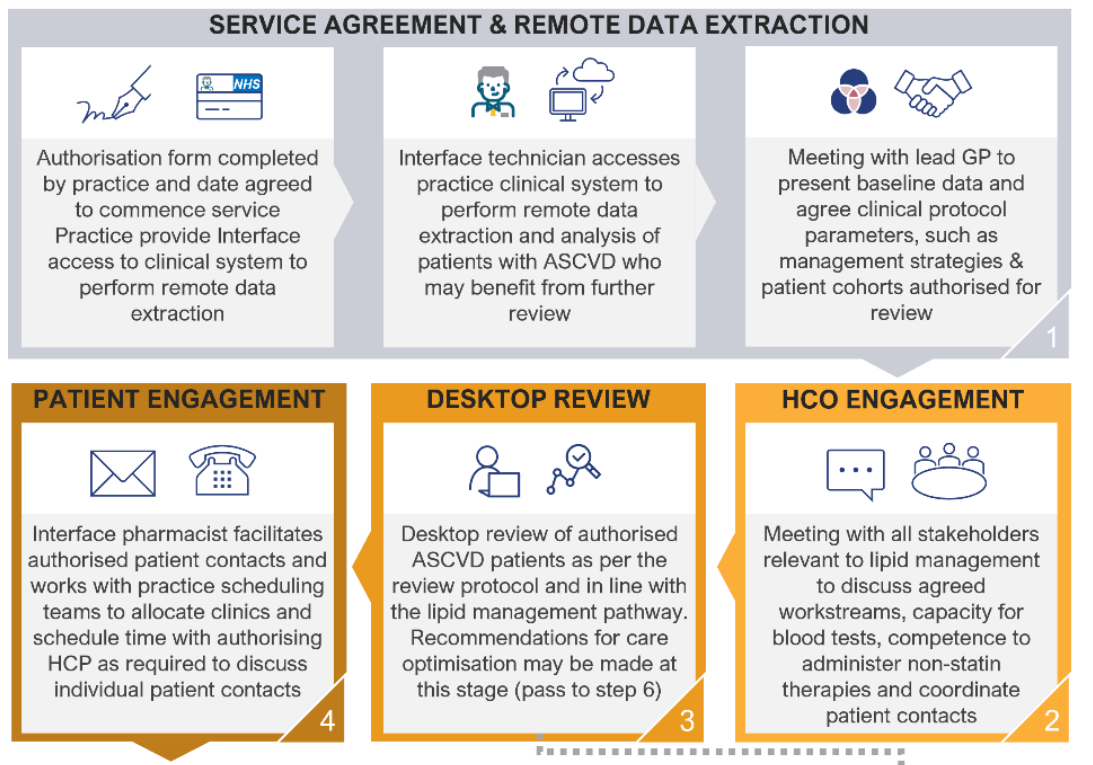 SERVICE AGREEMENT & REMOTE DATA EXTRACTION
NHS
Authorisation form completed
by practice and date agreed
to commence service
Practice provide Interface
access to clinical system to
perform remote data
extraction
Interface technician accesses
practice clinical system to
perform remote data
extraction and analysis of
patients with ASCVD who
may benefit from further
review
Meeting with lead GP to
present baseline data and
agree clinical protocol
parameters, such as
management strategies &
patient cohorts authorised for
review
1
HCO ENGAGEMENT
Meeting with all stakeholders
relevant to lipid management
to discuss agreed
workstreams, capacity for
blood tests, competence to
administer non-statin
therapies and coordinate
patient contacts
2
DESKTOP REVIEW
Desktop review of authorised
ASCVD patients as per the
review protocol and in line with
the lipid management pathway.
Recommendations for care
optimisation may be made at
this stage (pass to step 6)
3
PATIENT ENGAGEMENT
Interface pharmacist facilitates
authorised patient contacts and
works with practice scheduling
teams to allocate clinics and
schedule time with authorising
HCP as required to discuss
individual patient contacts
4